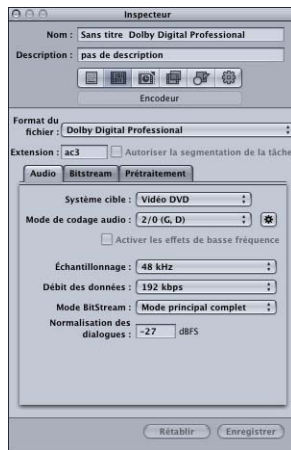 Inspecteur
Nom : Sans titre Dolby Digital Professional
Description : pas de description
Encodeur
Format du
fichier : Dolby Digital Professional
Extension : ac3 Autoriser la segmentation de la tâche
Audio Bitstream Prétraitement
Système cible : Vidéo DVD
Mode de codage audio : 2/0 (G, D)
Activer les effets de basse fréquence
Échantillonnage : 48 kHz
Débit des données : 192 kbps
Mode BitStream : Mode principal complet
Normalisation des
dialogues : -27 dBFS
Rétablir Enregistrer